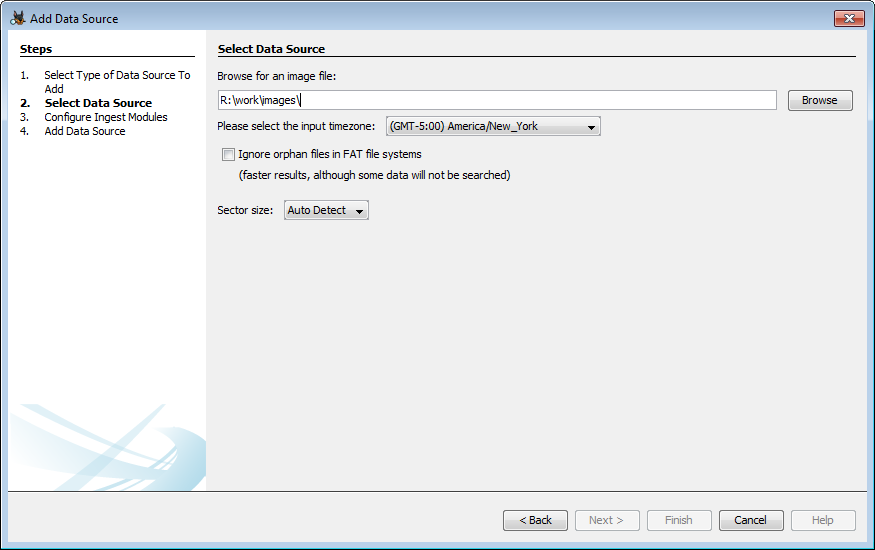 Add Data Source
Steps
1. Select Type of Data Source To
Add
2. Select Data Source
3. Configure Ingest Modules
4. Add Data Source
Select Data Source
Browse for an image file:
R:\work\images\
Browse
Please select the input timezone: (GMT-5:00) America/New_York
Ignore orphan files in FAT file systems
(faster results, although some data will not be searched)
Sector size: Auto Detect
< Back Next > Finish Cancel Help